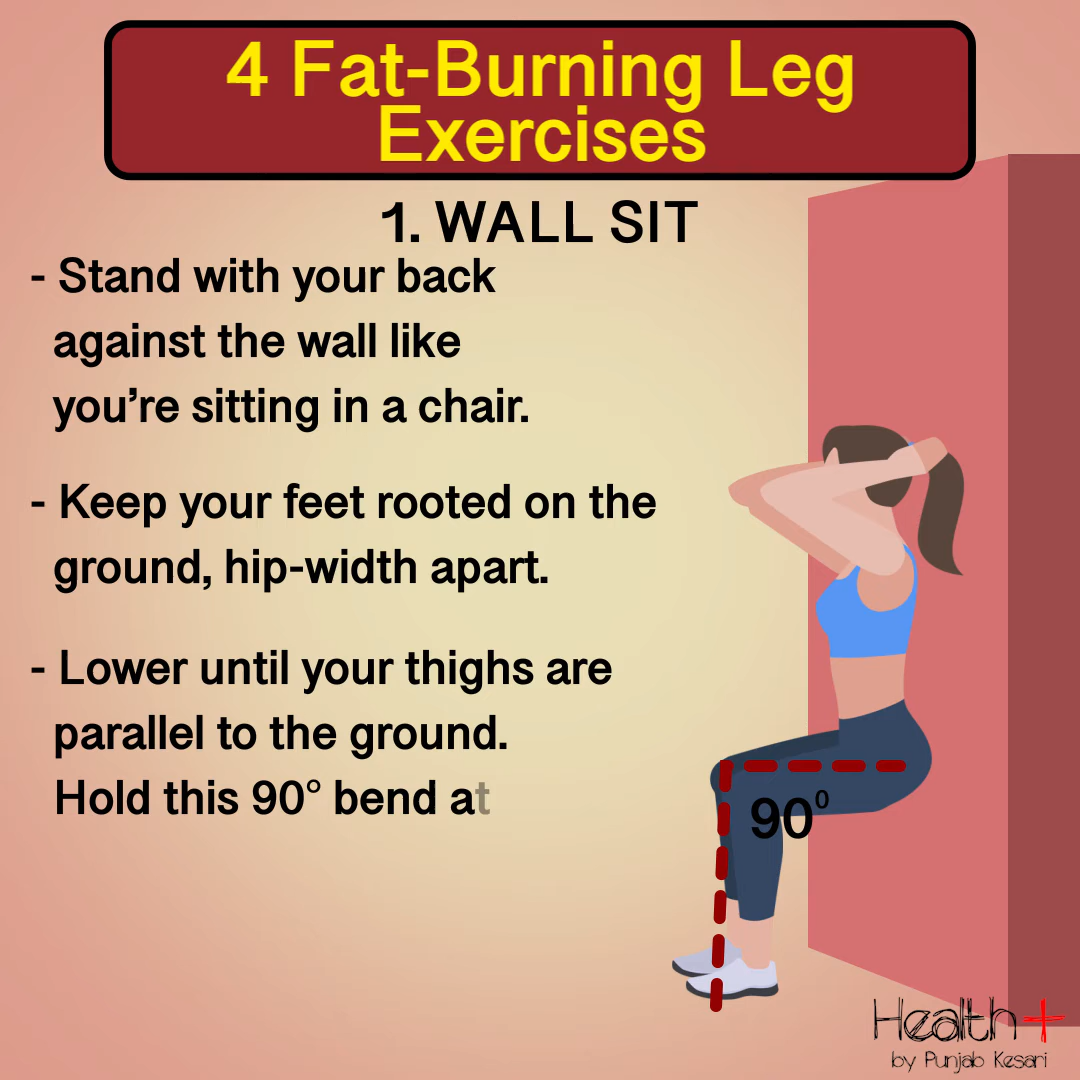 4 Fat-Burning Leg
Exercises
1. WALL SIT
- Stand with your back
against the wall like
you're sitting in a chair.
- Keep your feet rooted on the
ground, hip-width apart.
- Lower until your thighs are
parallel to the ground.
Hold this 90° bend at
90⁰
Health+
by Punjab Kesari